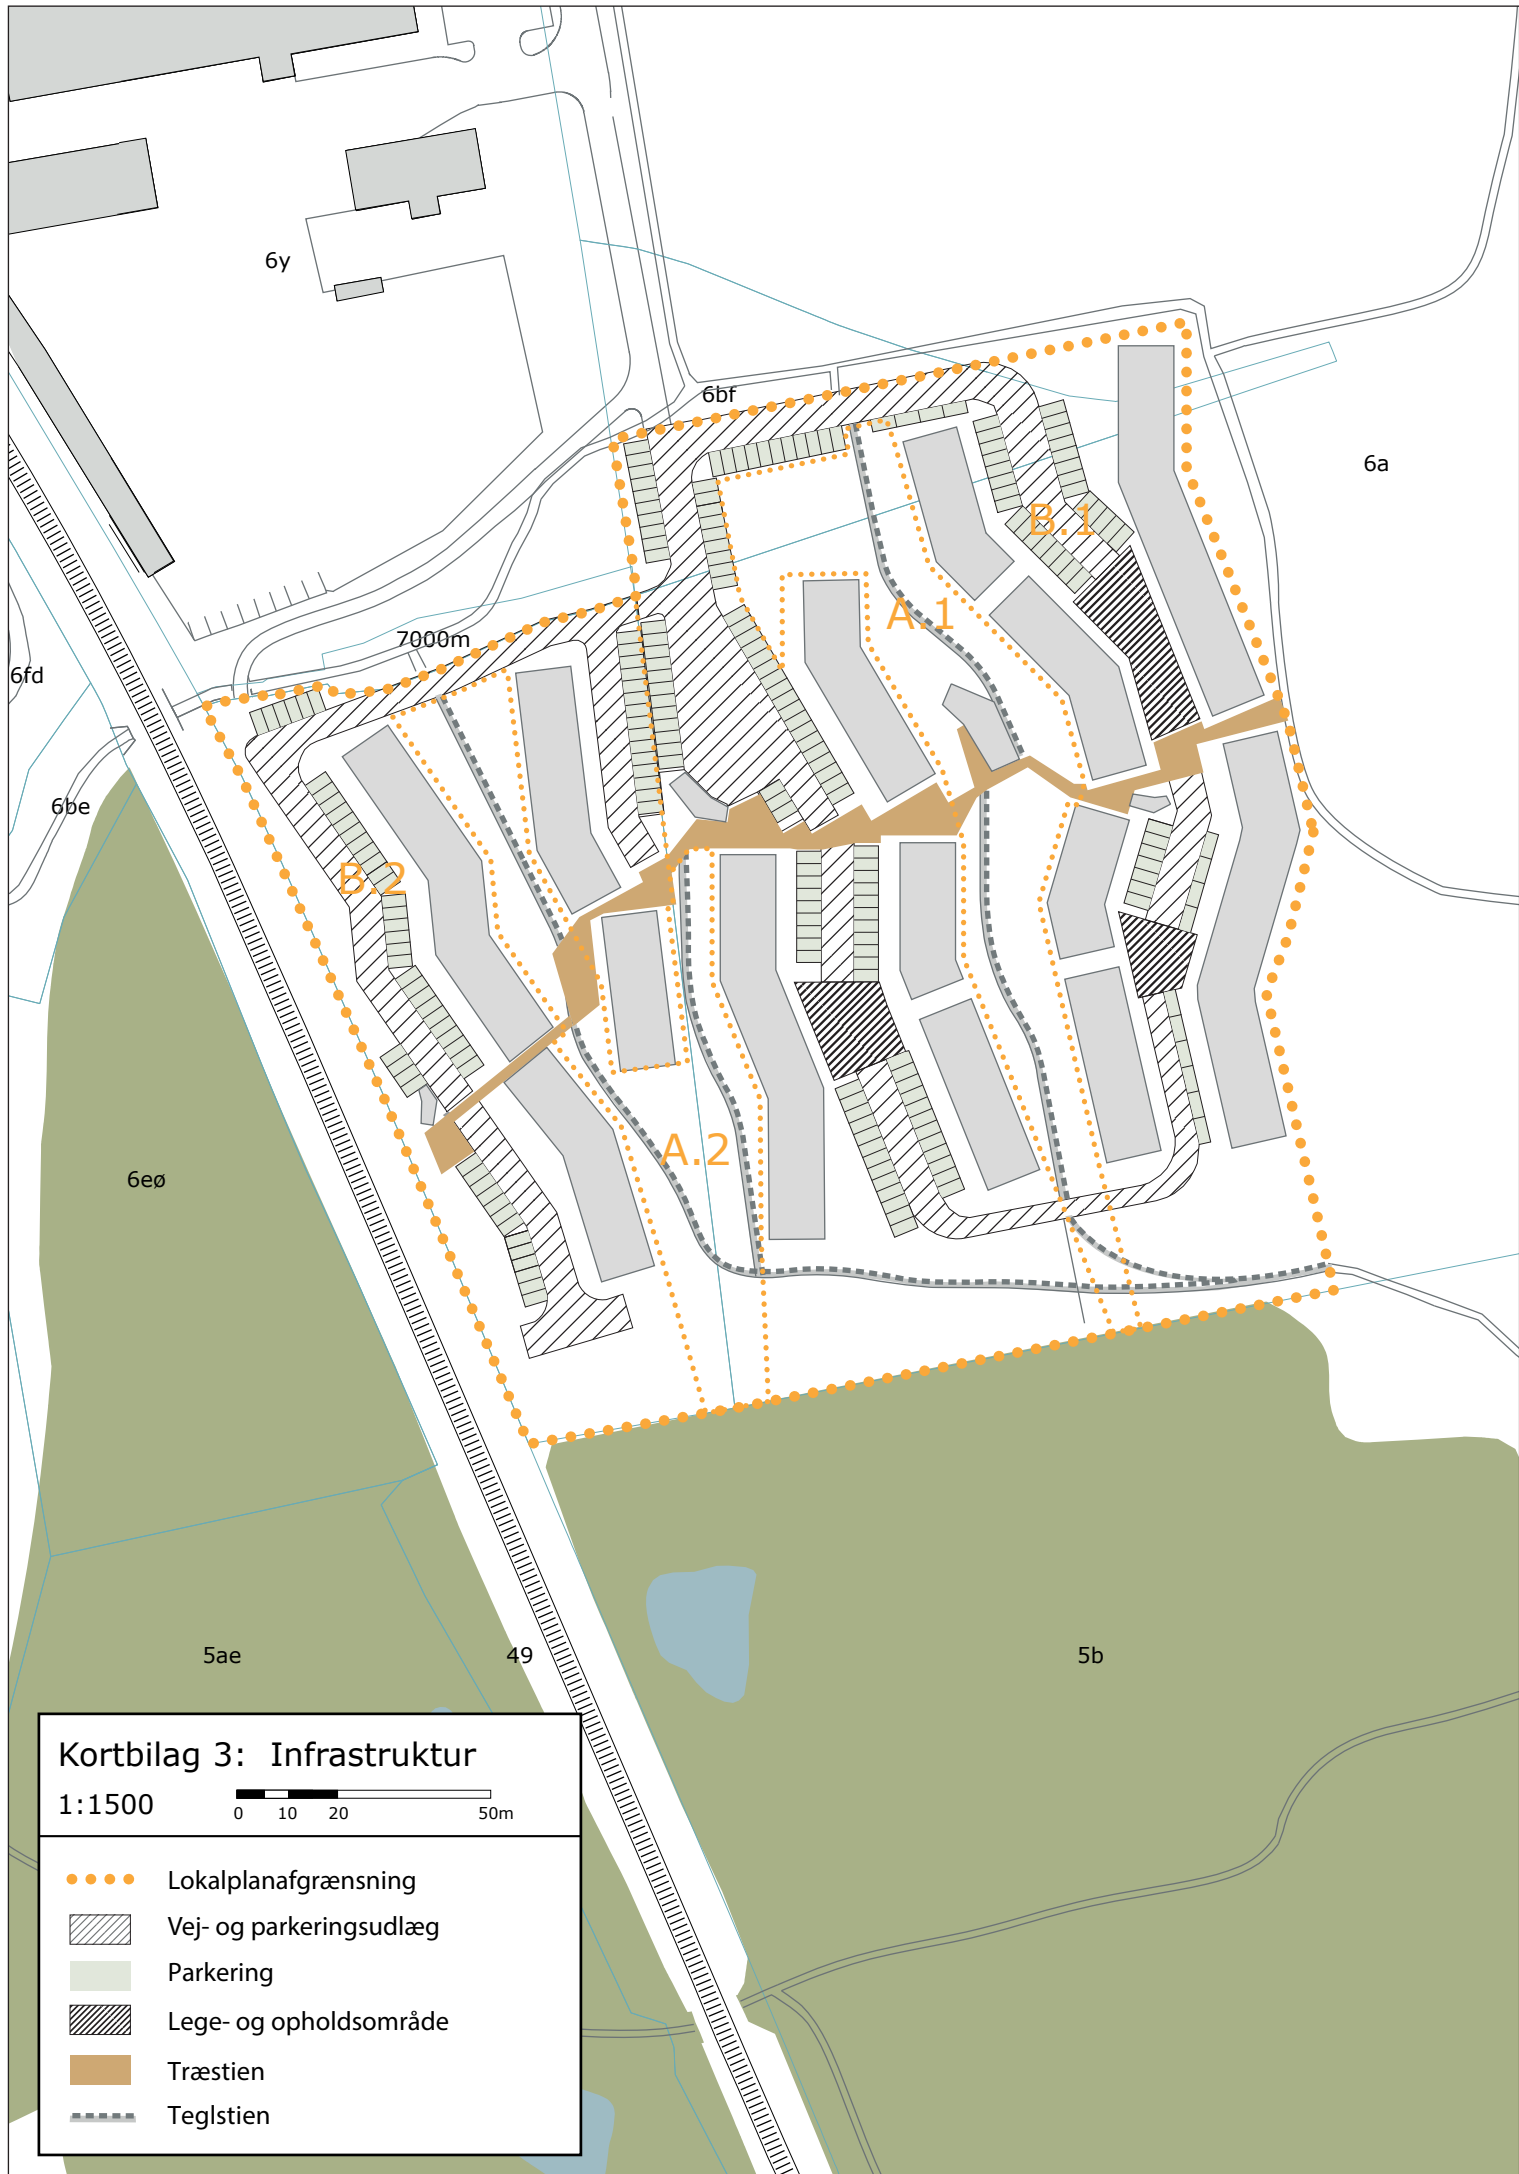 6y
6bf
6a
B.1
A.1
7000m
6fd
6be
B.2
A.2
6eø
5ae
49
5b
Kortbilag 3: Infrastruktur
1:1500
0 10 20 50m
Lokalplanafgrænsning
Vej- og parkeringsudlæg
Parkering
Lege- og opholdsområde
Træstien
Teglstien